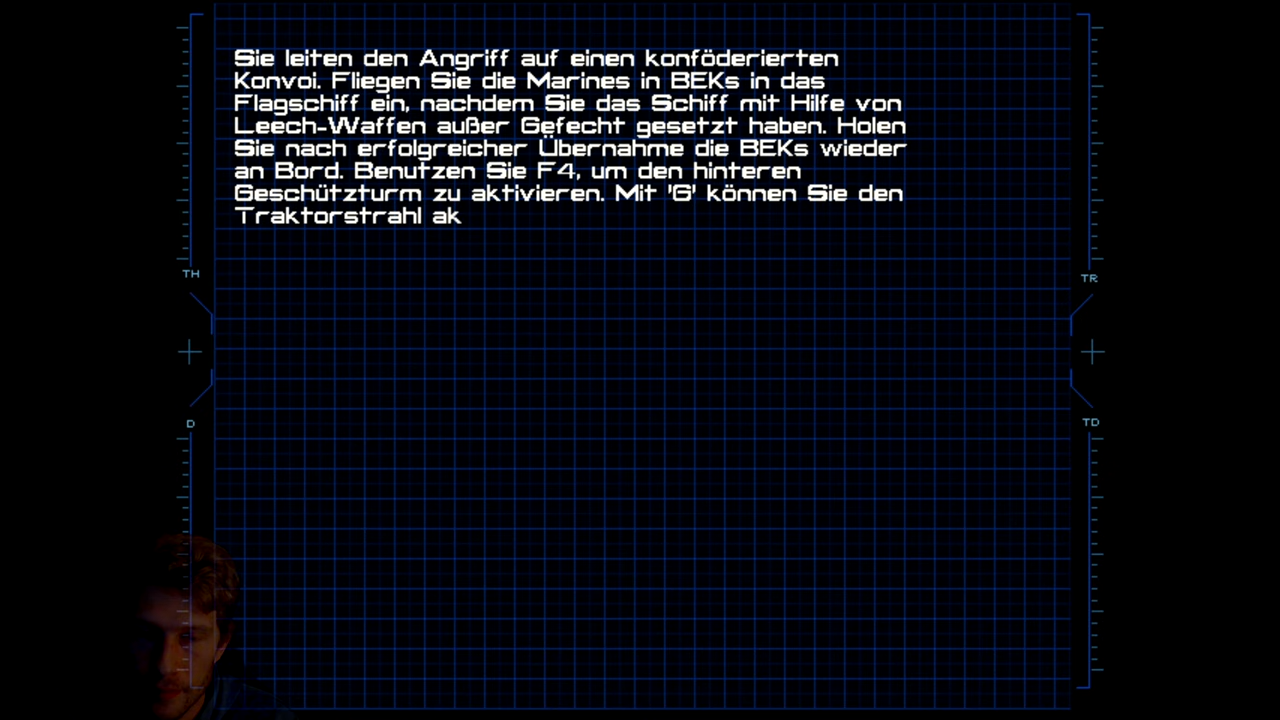 Sie leiten den Angriff auf einen konföderierten
Konvoi. Fliegen Sie die Marines in BEKs in das
Flagschiff ein, nachdem Sie das Schiff mit Hilfe von
Leech-Waffen außer Gefecht gesetzt haben. Holen
Sie nach erfolgreicher Übernahme die BEKs wieder
an Bord. Benutzen Sie F4, um den hinteren
Geschützturm zu aktivieren. Mit 'G' können Sie den
Traktorstrahl ak
TH
TR
D
TD